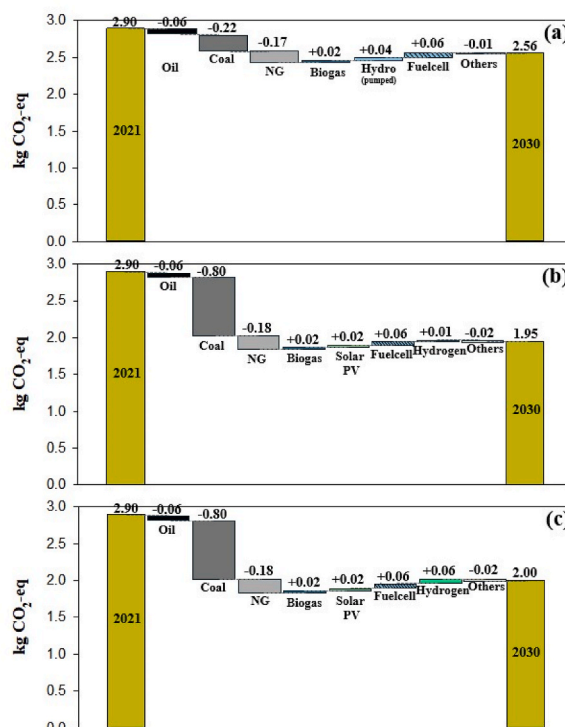 (a)
kg CO2-eq
3.0
2.5
2.0
1.5
1.0
0.5
0.0
2.90 -0.06 -0.22 -0.17 +0.02 +0.04 +0.06 -0.01 2.56
Oil Coal NG Biogas Hydro (pumped) Fuelcell Others
2021 2030
(b)
kg CO2-eq
3.0
2.5
2.0
1.5
1.0
0.5
0.0
2.90 -0.06 -0.80 -0.18 +0.02 +0.02 +0.06 +0.01 -0.02 1.95
Oil Coal NG Biogas Solar PV Fuelcell Hydrogen Others
2021 2030
(c)
kg CO2-eq
3.0
2.5
2.0
1.5
1.0
0.5
0.0
2.90 -0.06 -0.80 -0.18 +0.02 +0.02 +0.06 +0.06 -0.02 2.00
Oil Coal NG Biogas Solar PV Fuelcell Hydrogen Others
2021 2030